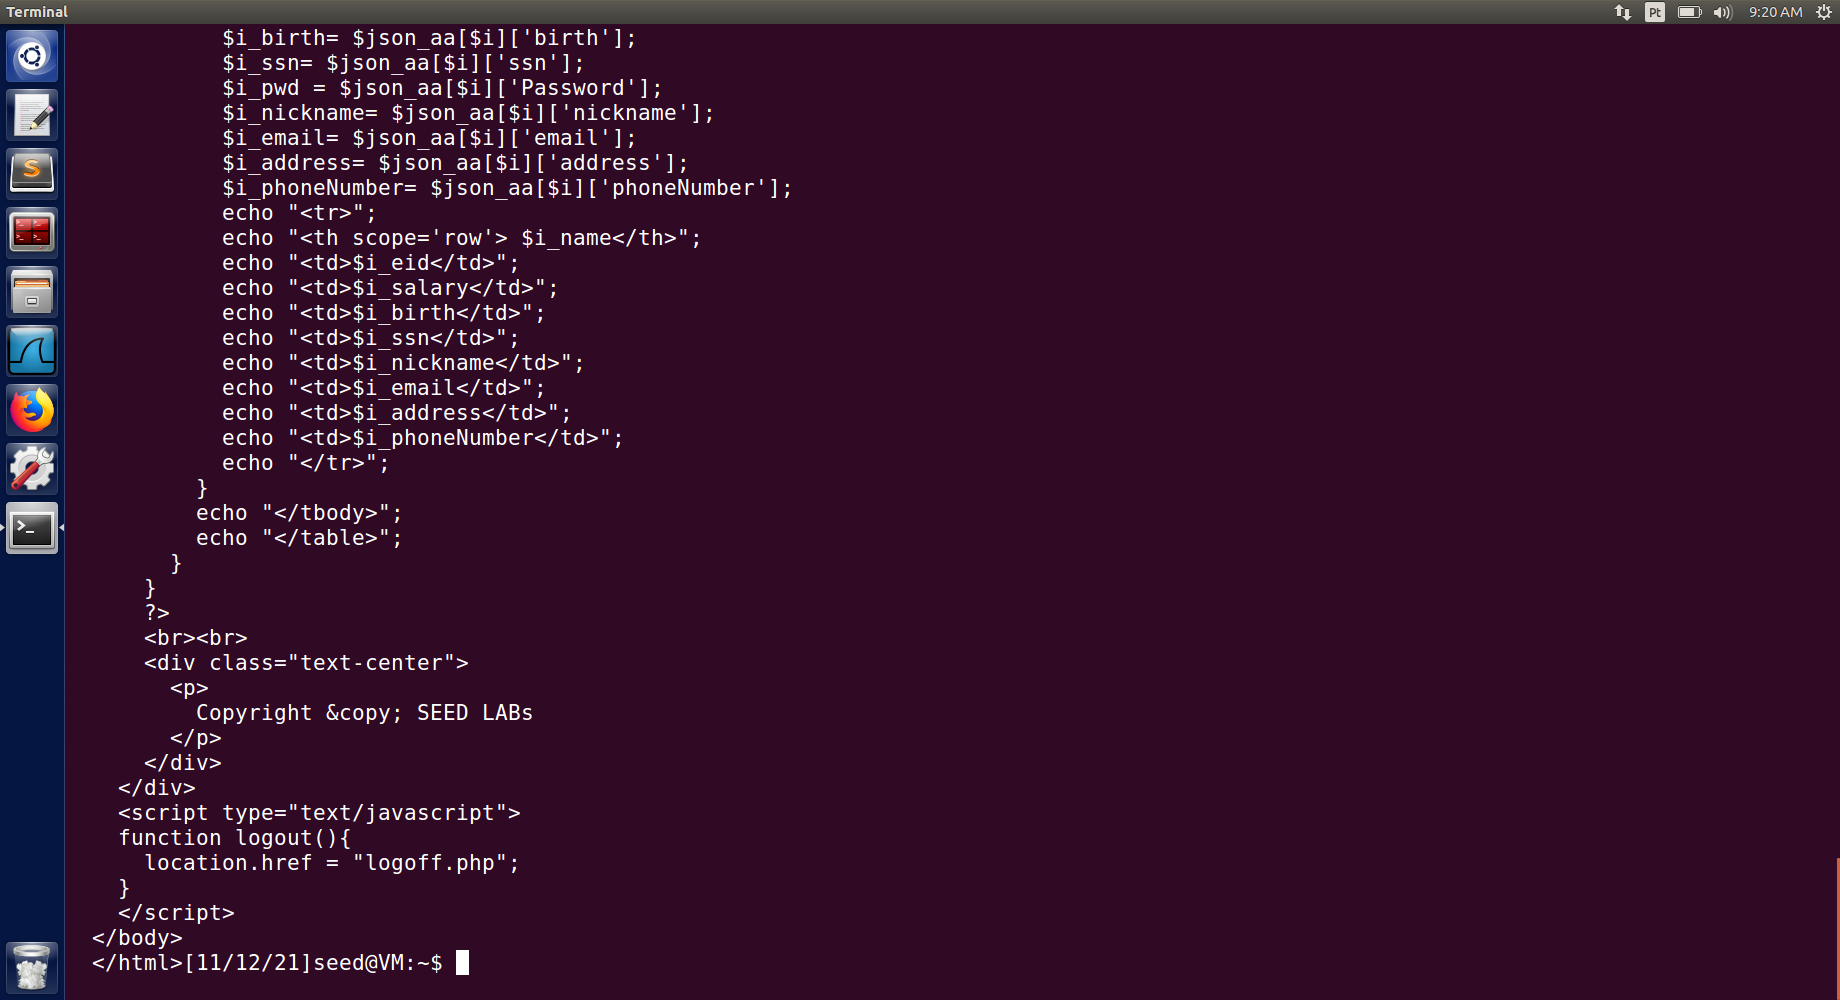 Terminal
Pt
9:20 AM
$i_birth= $json_aa[$i]['birth'];
$i_ssn= $json_aa[$i]['ssn'];
$i_pwd = $json_aa[$i]['Password'];
$i_nickname= $json_aa[$i]['nickname'];
$i_email= $json_aa[$i]['email'];
$i_address= $json_aa[$i]['address'];
$i_phoneNumber= $json_aa[$i]['phoneNumber'];
echo "<tr>";
echo "<th scope='row'> $i_name</th>";
echo "<td>$i_eid</td>";
echo "<td>$i_salary</td>";
echo "<td>$i_birth</td>";
echo "<td>$i_ssn</td>";
echo "<td>$i_nickname</td>";
echo "<td>$i_email</td>";
echo "<td>$i_address</td>";
echo "<td>$i_phoneNumber</td>";
echo "</tr>";
}
echo "</tbody>";
echo "</table>";
}
}
?>
<br><br>
<div class="text-center">
<p>
Copyright &copy; SEED LABs
</p>
</div>
</div>
<script type="text/javascript">
function logout(){
location.href = "logoff.php";
}
</script>
</body>
</html>[11/12/21]seed@VM:~$